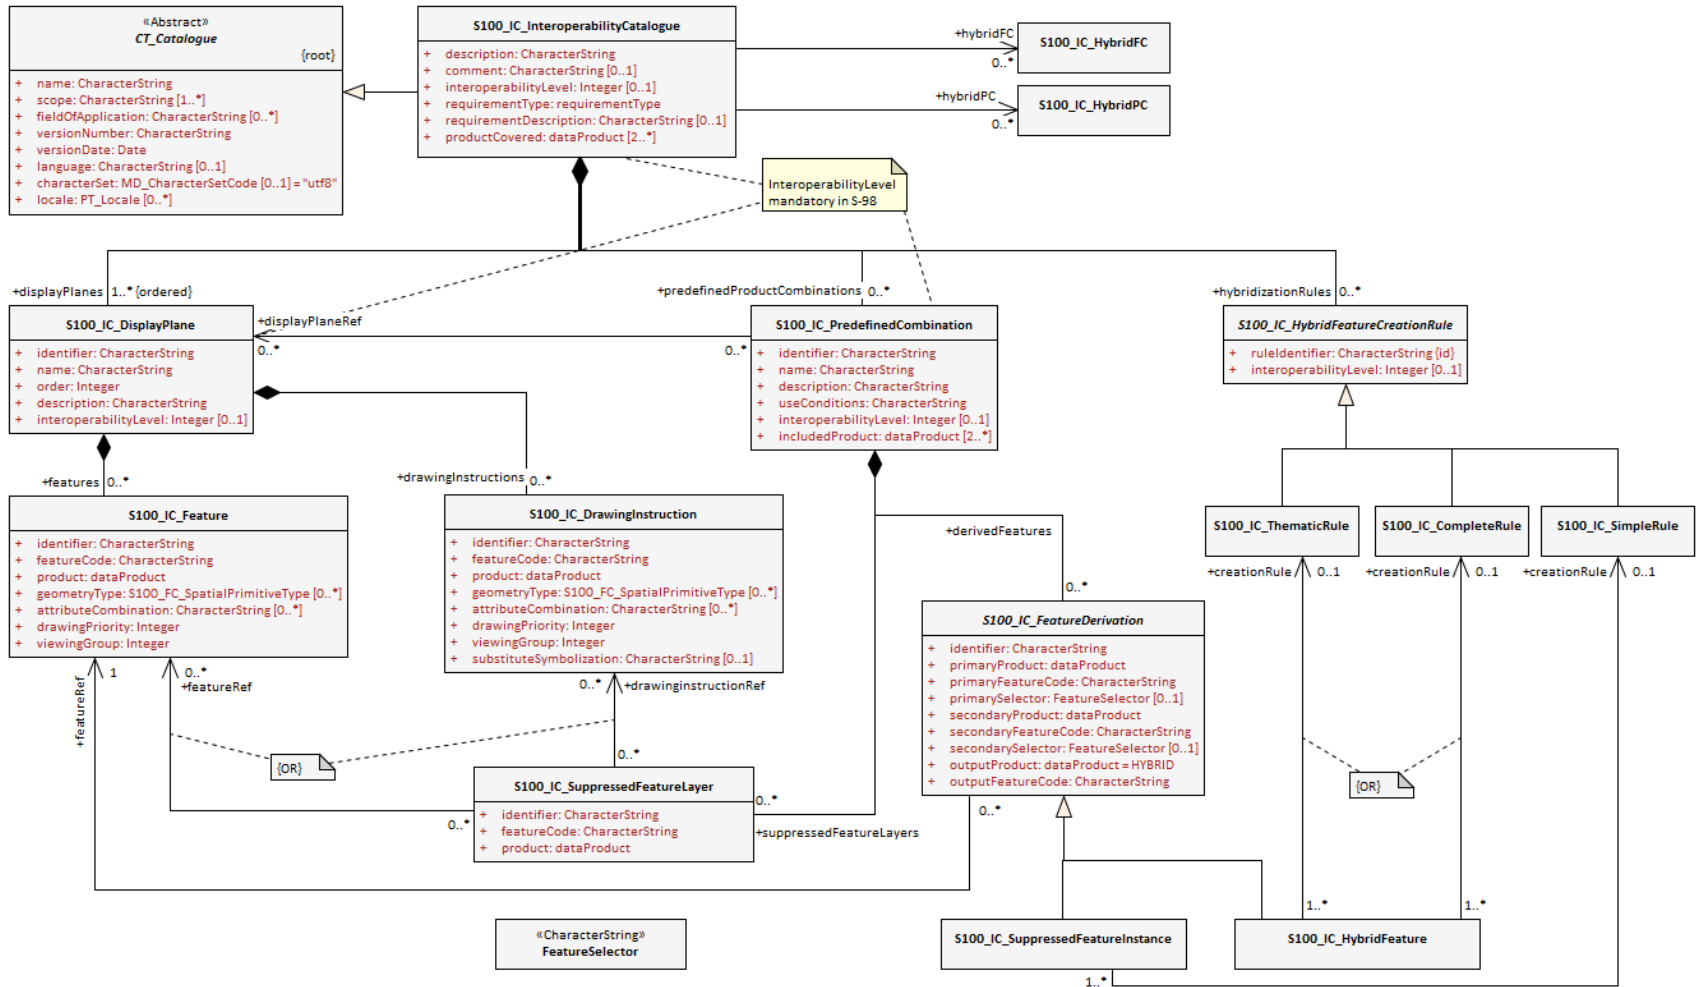 «Abstract»
CT_Catalogue
{root}
+ name: CharacterString
+ scope: CharacterString [1..*]
+ fieldOfApplication: CharacterString [0..*]
+ versionNumber: CharacterString
+ versionDate: Date
+ language: CharacterString [0..1]
+ characterSet: MD_CharacterSetCode [0..1] = "utf8"
+ locale: PT_Locale [0..*]
S100_IC_InteroperabilityCatalogue
+ description: CharacterString
+ comment: CharacterString [0..1]
+ interoperabilityLevel: Integer [0..1]
+ requirementType: requirementType
+ requirementDescription: CharacterString [0..1]
+ productCovered: dataProduct [2..*]
+hybridFC
0..*
S100_IC_HybridFC
+hybridPC
0..*
S100_IC_HybridPC
InteroperabilityLevel
mandatory in S-98
+displayPlanes
1..* {ordered}
+predefinedProductCombinations
0..*
+hybridizationRules
0..*
S100_IC_DisplayPlane
+ identifier: CharacterString
+ name: CharacterString
+ order: Integer
+ description: CharacterString
+ interoperabilityLevel: Integer [0..1]
+displayPlaneRef
0..*
0..*
S100_IC_PredefinedCombination
+ identifier: CharacterString
+ name: CharacterString
+ description: CharacterString
+ useConditions: CharacterString
+ interoperabilityLevel: Integer [0..1]
+ includedProduct: dataProduct [2..*]
S100_IC_HybridFeatureCreationRule
+ ruleIdentifier: CharacterString {id}
+ interoperabilityLevel: Integer [0..1]
+features
0..*
+drawingInstructions
0..*
S100_IC_Feature
+ identifier: CharacterString
+ featureCode: CharacterString
+ product: dataProduct
+ geometryType: S100_FC_SpatialPrimitiveType [0..*]
+ attributeCombination: CharacterString [0..*]
+ drawingPriority: Integer
+ viewingGroup: Integer
S100_IC_DrawingInstruction
+ identifier: CharacterString
+ featureCode: CharacterString
+ product: dataProduct
+ geometryType: S100_FC_SpatialPrimitiveType [0..*]
+ attributeCombination: CharacterString [0..*]
+ drawingPriority: Integer
+ viewingGroup: Integer
+ substituteSymbolization: CharacterString [0..1]
+derivedFeatures
0..*
S100_IC_ThematicRule
S100_IC_CompleteRule
S100_IC_SimpleRule
+creationRule
0..1
+creationRule
0..1
+creationRule
0..1
S100_IC_FeatureDerivation
+ identifier: CharacterString
+ primaryProduct: dataProduct
+ primaryFeatureCode: CharacterString
+ primarySelector: FeatureSelector [0..1]
+ secondaryProduct: dataProduct
+ secondaryFeatureCode: CharacterString
+ secondarySelector: FeatureSelector [0..1]
+ outputProduct: dataProduct = HYBRID
+ outputFeatureCode: CharacterString
+featureRef
1
0..*
+featureRef
0..*
+drawinginstructionRef
{OR}
0..*
S100_IC_SuppressedFeatureLayer
+ identifier: CharacterString
+ featureCode: CharacterString
+ product: dataProduct
0..*
0..*
+suppressedFeatureLayers
0..*
{OR}
1..*
1..*
«CharacterString»
FeatureSelector
S100_IC_SuppressedFeatureInstance
S100_IC_HybridFeature
1..*